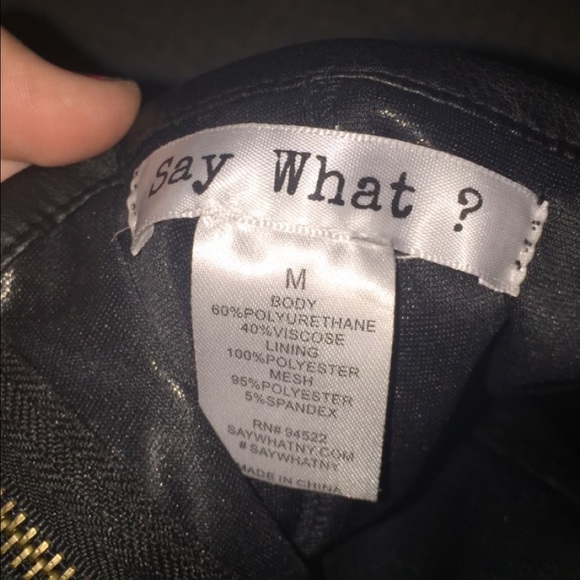 Say What ?
M
BODY
60%POLYURETHANE
40%VISCOSE
LINING
100%POLYESTER
MESH
95%POLYESTER
5%SPANDEX
RN# 94522
SAYWHATNY.COM
# SAYWHATNY
MADE IN CHINA